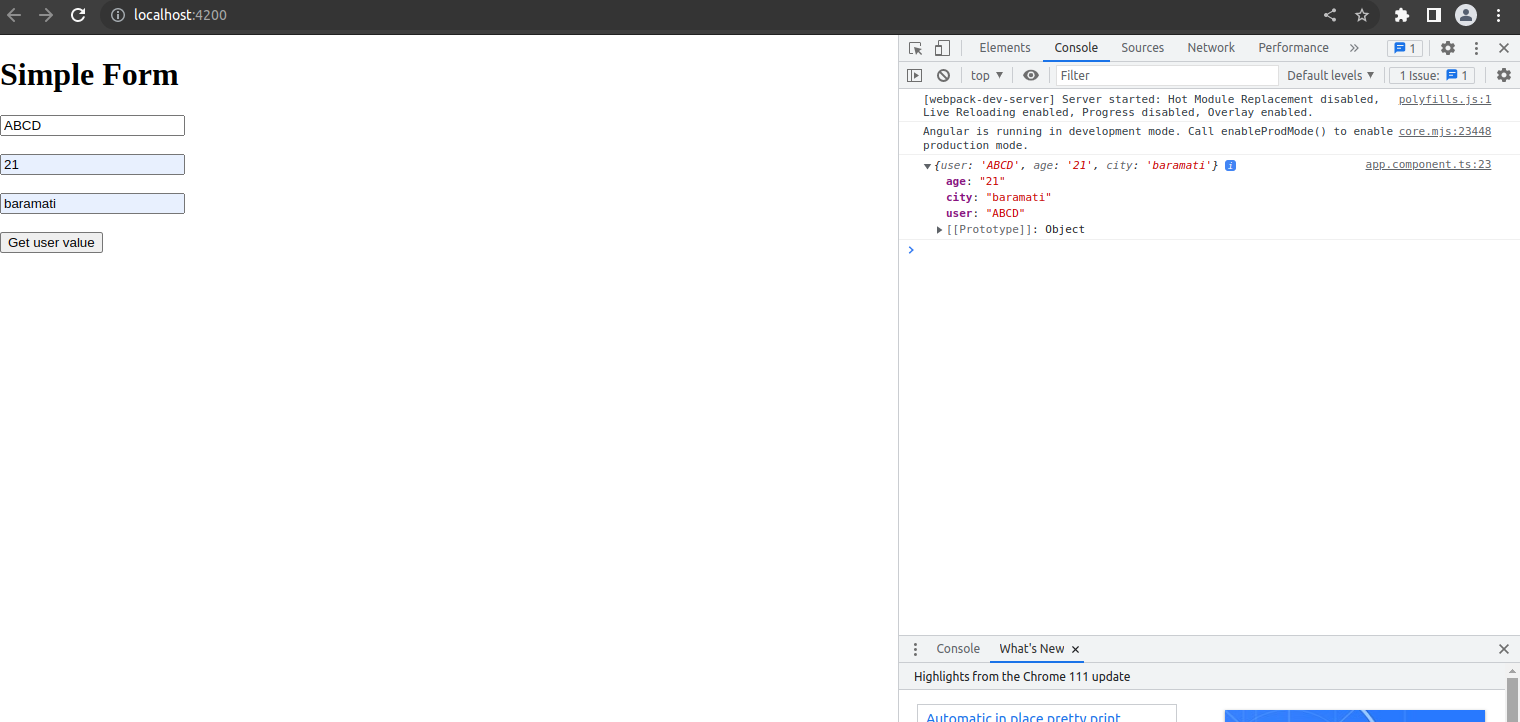 localhost:4200
Simple Form
ABCD
21
baramati
Get user value
Elements Console Sources Network Performance » 1
top Filter Default levels 1 Issue: 1
[webpack-dev-server] Server started: Hot Module Replacement disabled, polyfills.js:1
Live Reloading enabled, Progress disabled, Overlay enabled.
Angular is running in development mode. Call enableProdMode() to enable core.mjs:23448
production mode.
{user: 'ABCD', age: '21', city: 'baramati'} i app.component.ts:23
age: "21"
city: "baramati"
user: "ABCD"
[[Prototype]]: Object
Console What's New
Highlights from the Chrome 111 update
Automatic in place pretty print